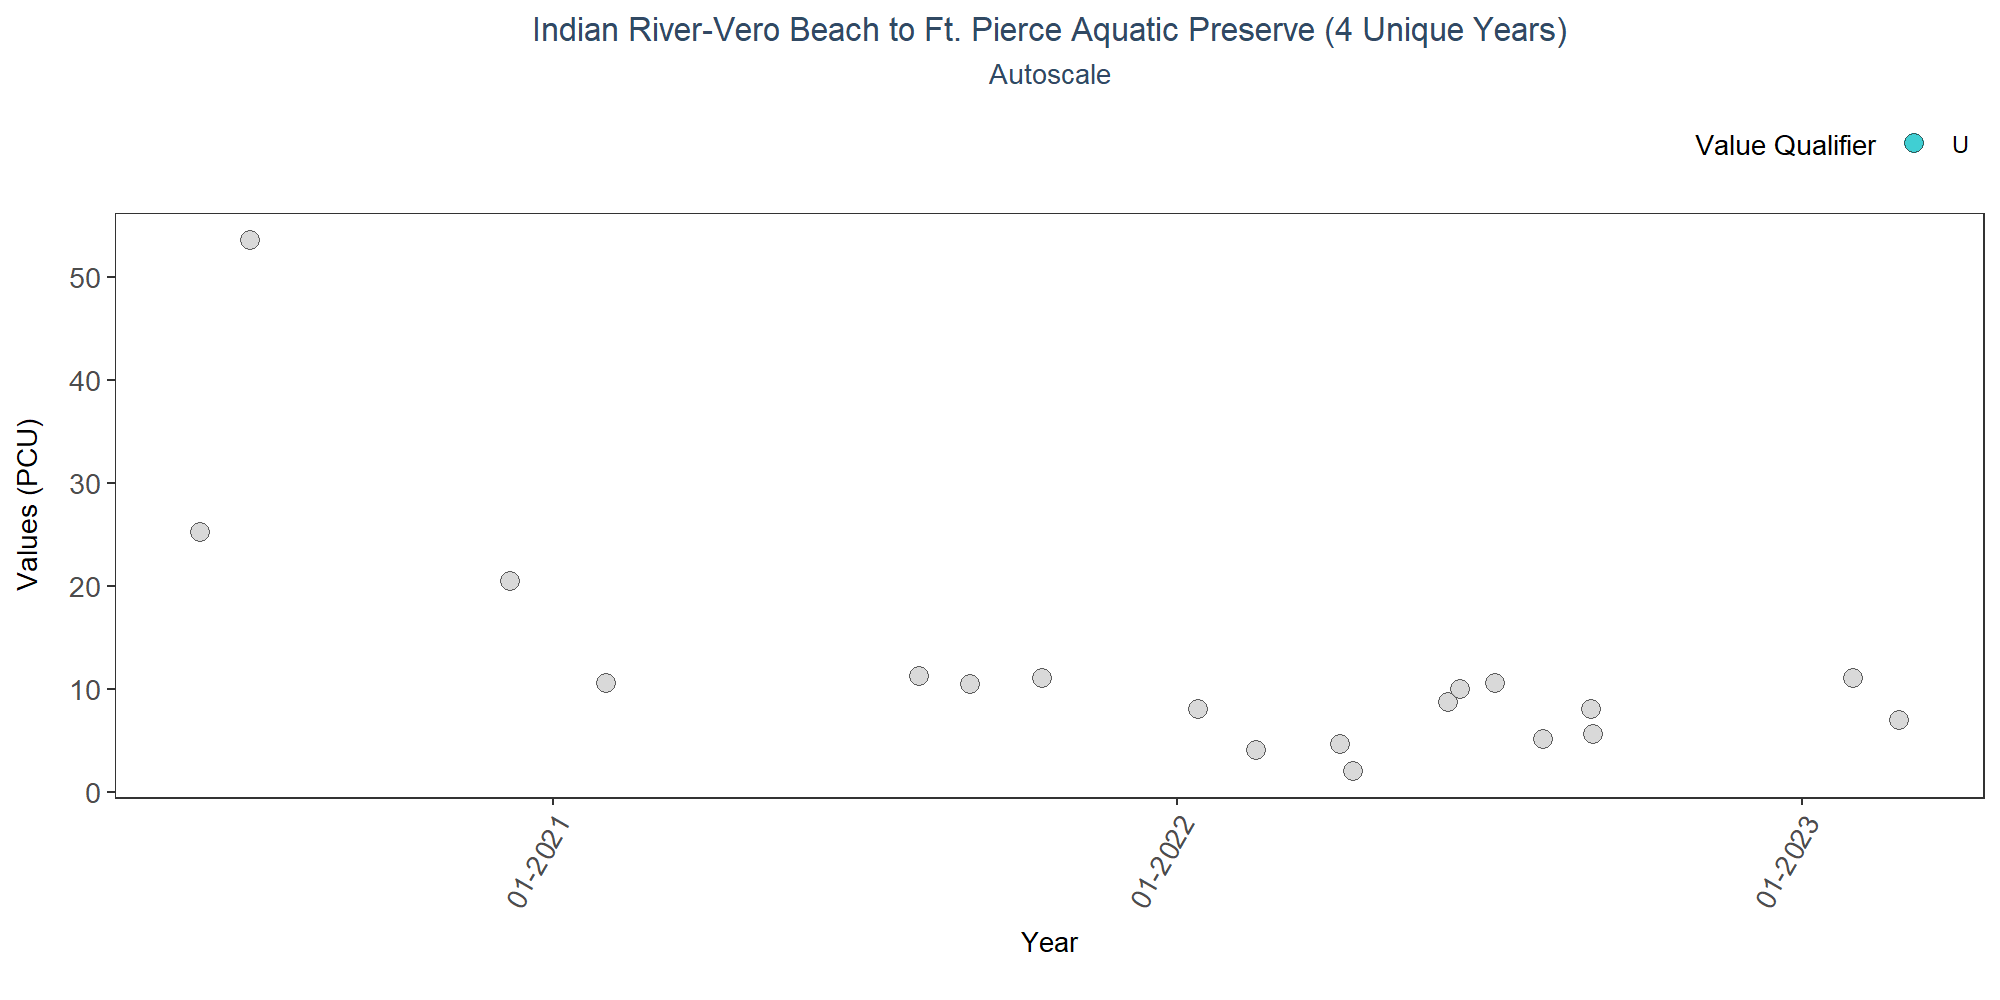 Indian River-Vero Beach to Ft. Pierce Aquatic Preserve (4 Unique Years)
Autoscale
Value Qualifier U
Values (PCU)
50
40
30
20
10
0
01-2021
01-2022
01-2023
Year